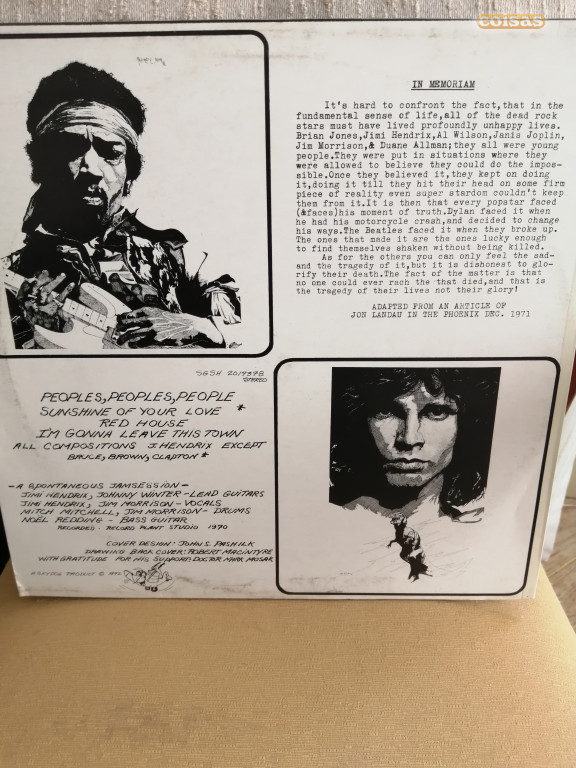 coisas
IN MEMORIAM
It's hard to confront the fact,that in the
fundamental sense of life,all of the dead rock
stars must have lived profoundly unhappy lives.
Brian Jones,Jimi Hendrix,Al Wilson,Janis Joplin,
Jim Morrison,& Duane Allman;they all were young
people.They were put in situations where they
were allowed to believe they could do the impos-
sible.Once they believed it,they kept on doing
it,doing it till they hit their head on some firm
piece of reality even super stardom couldn't keep
them from it.It is then that every popstar faced
(&faces)his moment of truth.Dylan faced it when
he had his motorcycle crash,and decided to change
his ways.The Beatles faced it when they broke up.
The ones that made it are the ones lucky enough
to find themselves shaken without being killed.
As for the others you can only feel the sad-
and the tragedy of it,but it is dishonest to glo-
rify their death.The fact of the matter is that
no one could ever rach the that died,and that is
the tragedy of their lives not their glory!
ADAPTED FROM AN ARTICLE OF
JON LANDAU IN THE PHOENIX DEC. 1971
SGSH 20797B
STEREO
PEOPLES,PEOPLES,PEOPLE
SUNSHINE OF YOUR LOVE *
RED HOUSE
I'M GONNA LEAVE THIS TOWN
ALL COMPOSITIONS J.HENDRIX EXCEPT
BRUCE, BROWN, CLAPTON *
-A SPONTANEOUS JAMSESSION-
JIMI HENDRIX, JOHNNY WINTER-LEAD GUITARS
JIMI HENDRIX, JIM MORRISON-VOCALS
MITCH MITCHELL, JIM MORRISON- DRUMS
NOËL REDDING - BASS GUITAR
RECORDED - RECORD PLANT STUDIO 1970
COVER DESIGN: JOHN S. PASNILK
DRAWING BACK COVER: ROBERT MACINTYRE
WITH GRATITUDE FOR HIS SUPPORT: DOCTOR MARK MOSAK
PRODUCT ©